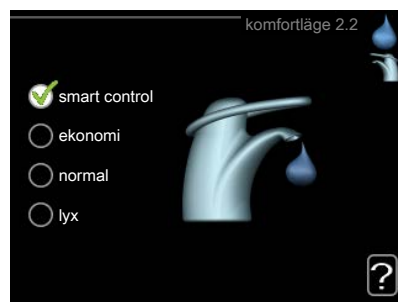 komfortläge 2.2
smart control
ekonomi
normal
lyx
?